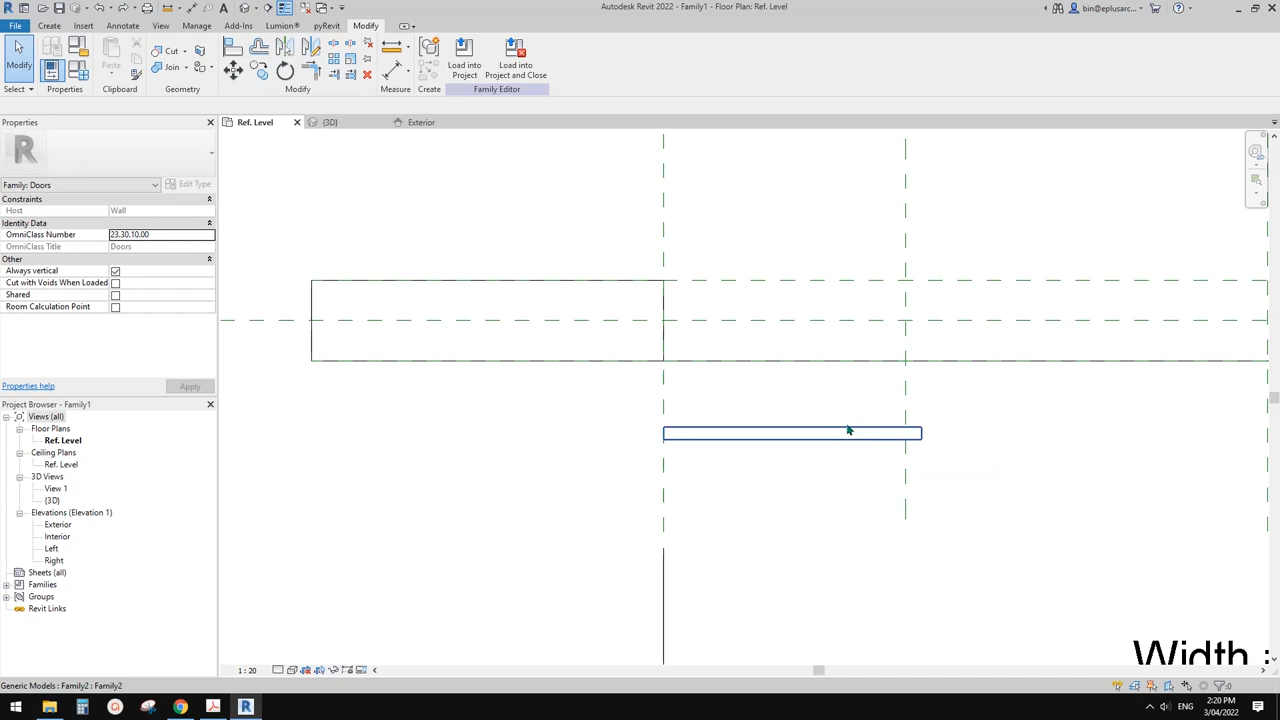 Autodesk Revit 2022 - Family1 - Floor Plan: Ref. Level
bin@eplusarc...
File Create Insert Annotate View Manage Add-Ins Lumion® pyRevit Modify
Modify Paste Cut Join Load into Project Load into Project and Close
Select Properties Clipboard Geometry Modify Measure Create Family Editor
Properties
Ref. Level {3D} Exterior
Family: Doors Edit Type
Constraints
Host Wall
Identity Data
OmniClass Number 23.30.10.00
OmniClass Title Doors
Other
Always vertical
Cut with Voids When Loaded
Shared
Room Calculation Point
Properties help Apply
Project Browser - Family1
Views (all)
Floor Plans
Ref. Level
Ceiling Plans
Ref. Level
3D Views
View 1
{3D}
Elevations (Elevation 1)
Exterior
Interior
Left
Right
Sheets (all)
Families
Groups
Revit Links
Width :
1 : 20
Generic Models : Family2 : Family2
:0
ENG
2:20 PM
3/04/2022